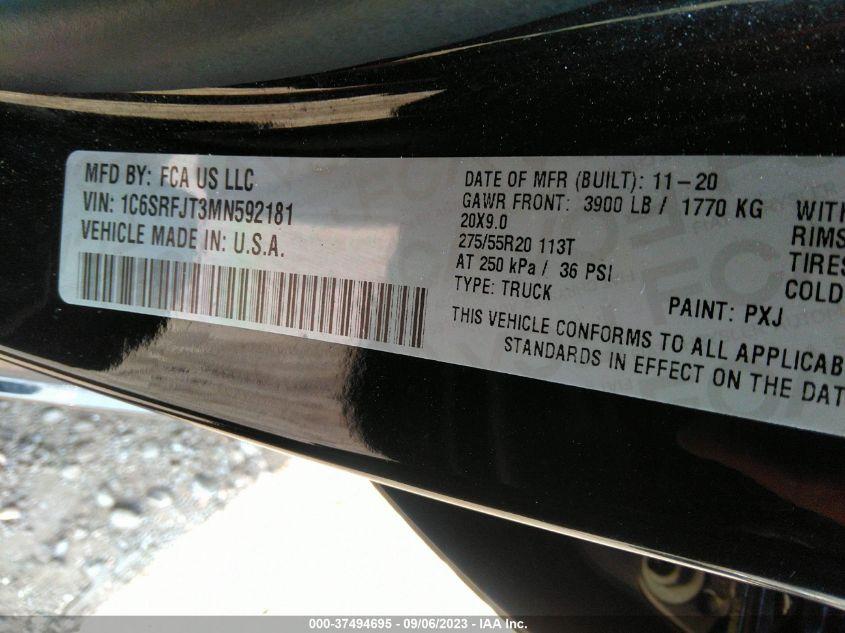 MFD BY: FCA US LLC
VIN: 1C6SRFJT3MN592181
VEHICLE MADE IN: U.S.A.
DATE OF MFR (BUILT): 11-20
GAWR FRONT: 3900 LB / 1770 KG
20X9.0
275/55R20 113T
AT 250 kPa / 36 PSI
TYPE: TRUCK
WITH
RIMS
TIRES
COLD
PAINT: PXJ
THIS VEHICLE CONFORMS TO ALL APPLICAB
STANDARDS IN EFFECT ON THE DAT
000-37494695 - 09/06/2023 - IAA Inc.